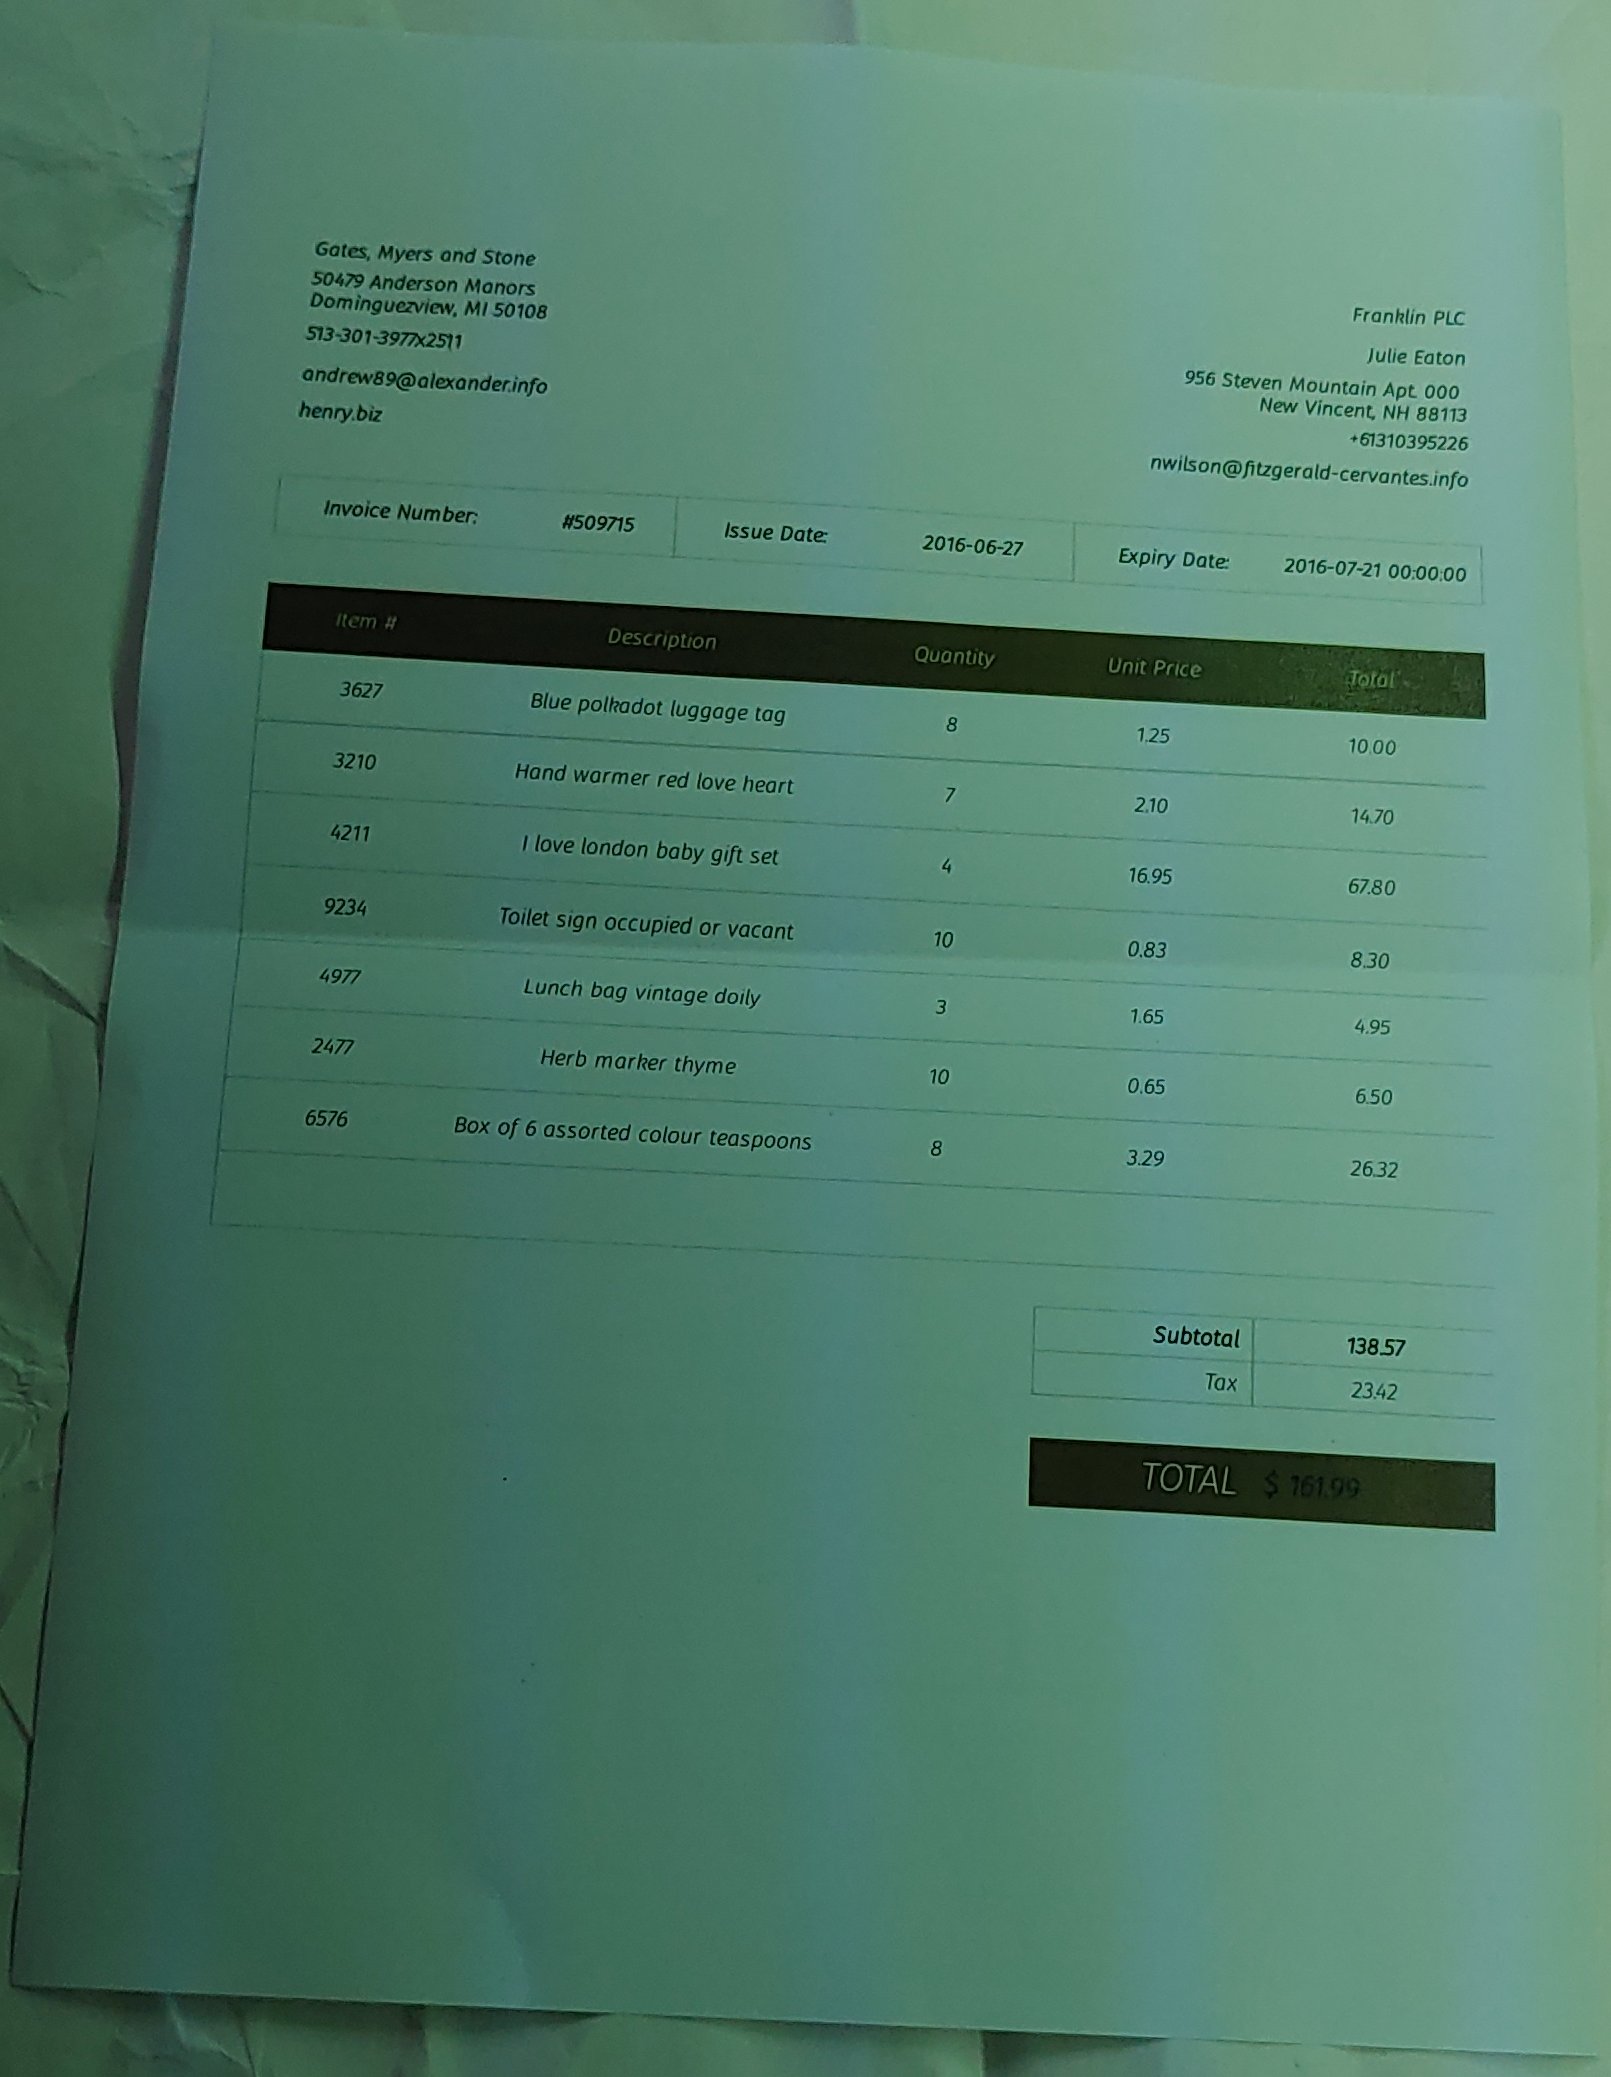 Gates, Myers and Stone
50479 Anderson Manors
Dominguezview, MI 50108
513-301-3977x2511
andrew89@alexander.info
henry.biz
Franklin PLC
Julie Eaton
956 Steven Mountain Apt. 000
New Vincent, NH 88113
+61310395226
nwilson@fitzgerald-cervantes.info
Invoice Number: #509715 Issue Date: 2016-06-27 Expiry Date: 2016-07-21 00:00:00
Item # Description Quantity Unit Price Total
3627 Blue polkadot luggage tag 8 1.25 10.00
3210 Hand warmer red love heart 7 2.10 14.70
4211 I love london baby gift set 4 16.95 67.80
9234 Toilet sign occupied or vacant 10 0.83 8.30
4977 Lunch bag vintage doily 3 1.65 4.95
2477 Herb marker thyme 10 0.65 6.50
6576 Box of 6 assorted colour teaspoons 8 3.29 26.32
Subtotal 138.57
Tax 23.42
TOTAL $ 161.99